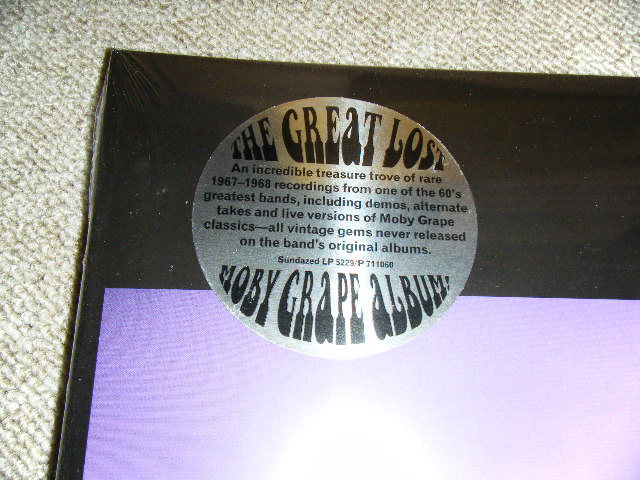 THE GREAT LOST
An incredible treasure trove of rare
1967–1968 recordings from one of the 60's
greatest bands, including demos, alternate
takes and live versions of Moby Grape
classics—all vintage gems never released
on the band's original albums.
Sundazed LP 5229/P 711060
MOBY GRAPE ALBUM!